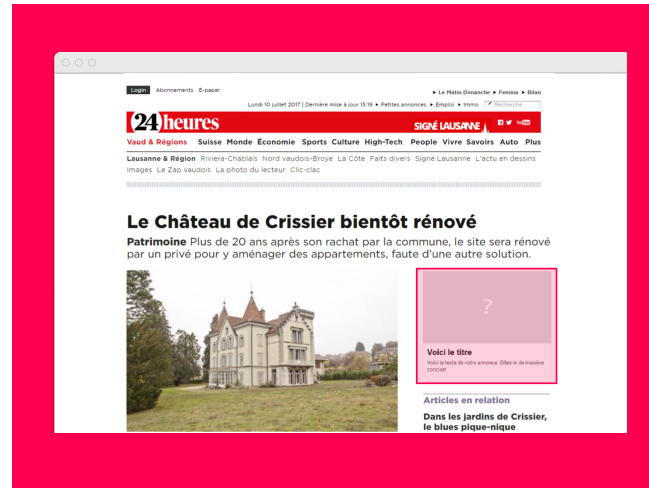 Login Abonnements E-paper
▸ Le Matin Dimanche ▸ Femina ▸ Bilan
Lundi 10 juillet 2017 | Dernière mise à jour 15:19 ▸ Petites annonces ▸ Emploi ▸ Immo Recherche
24 heures
SIGNÉ LAUSANNE
Vaud & Régions Suisse Monde Économie Sports Culture High-Tech People Vivre Savoirs Auto Plus
Lausanne & Région Riviera-Chablais Nord vaudois-Broye La Côte Faits divers Signé Lausanne L'actu en dessins
Images Le Zap vaudois La photo du lecteur Clic-clac
Le Château de Crissier bientôt rénové
Patrimoine Plus de 20 ans après son rachat par la commune, le site sera rénové
par un privé pour y aménager des appartements, faute d'une autre solution.
?
Voici le titre
Voici le texte de votre annonce. Dites-le de manière
concise!
Articles en relation
Dans les jardins de Crissier,
le blues pique-nique